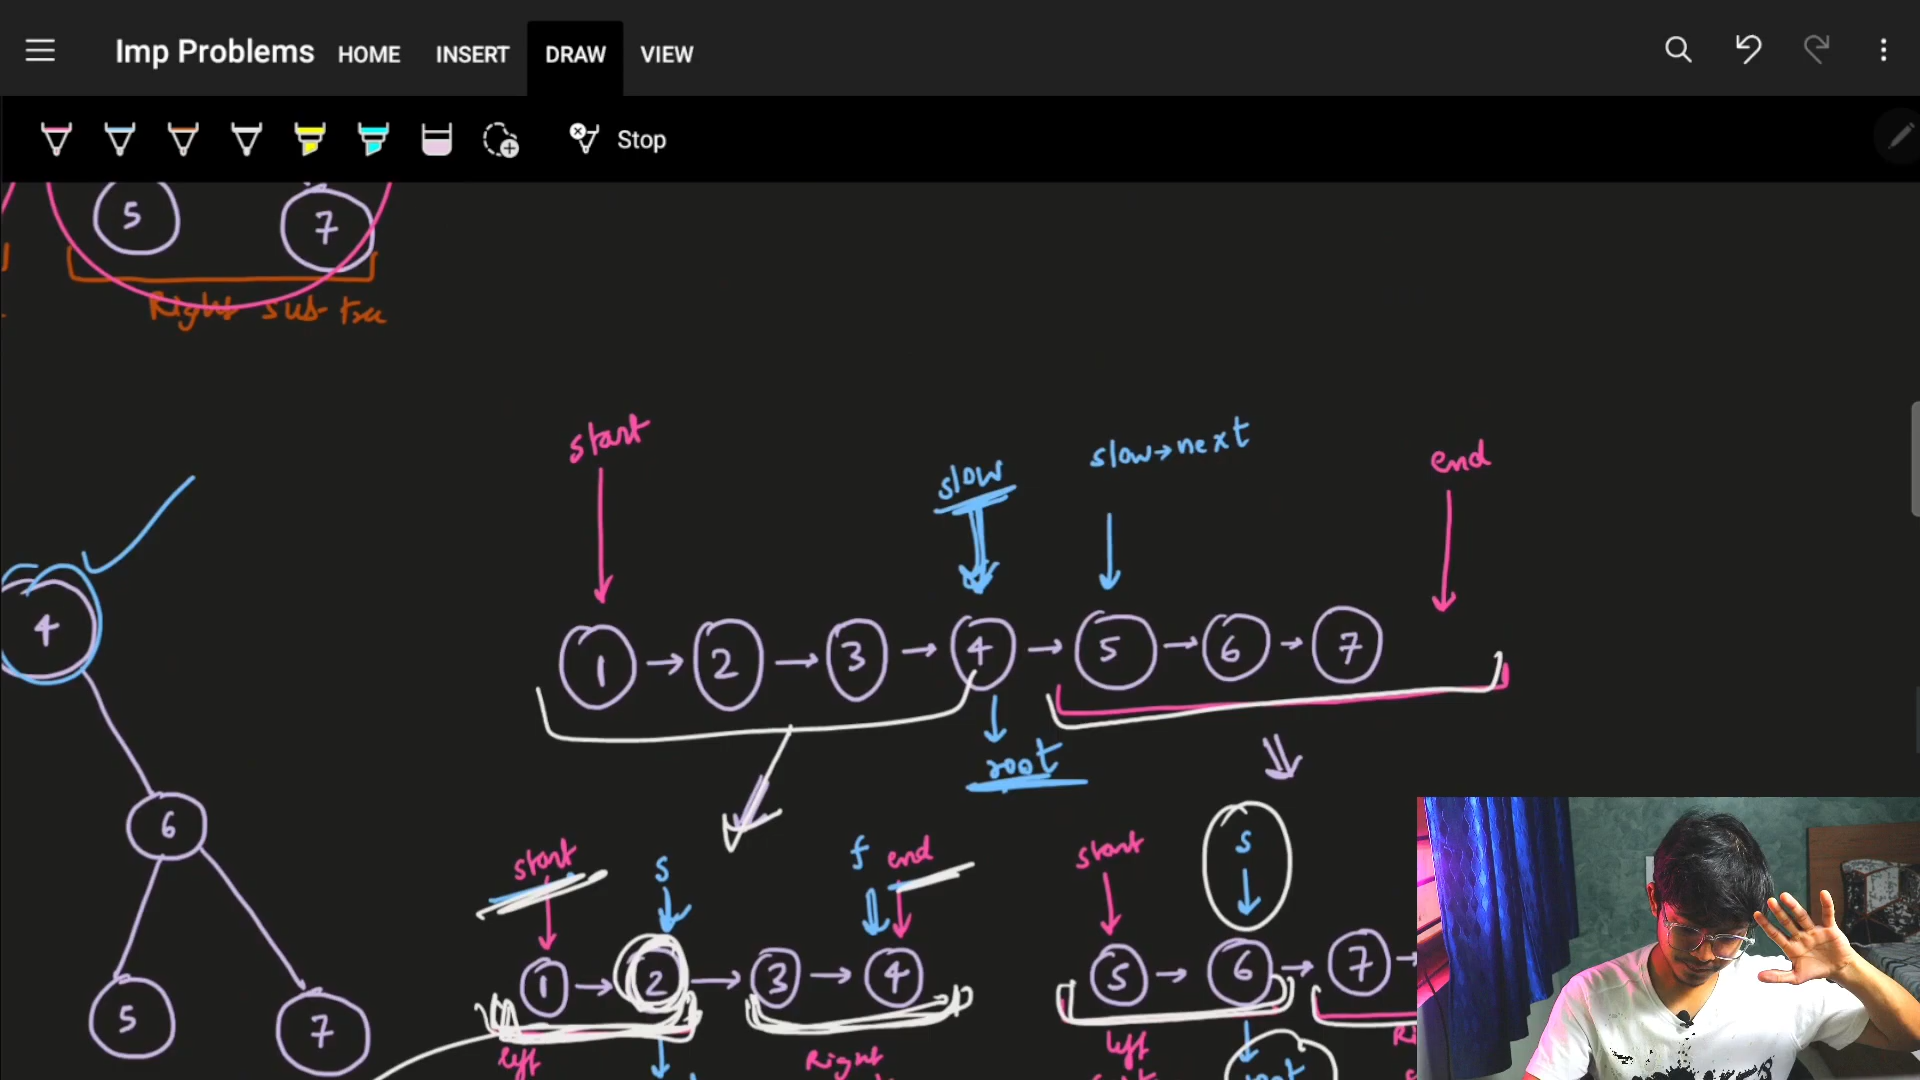 Imp Problems HOME INSERT DRAW VIEW
Stop
5 7
Right sub-tree
start slow slow→next end
4
1 → 2 → 3 → 4 → 5 → 6 → 7
root
6
start s f end start s
1 → 2 → 3 → 4 5 → 6 → 7 →
5 7
left Right left
root